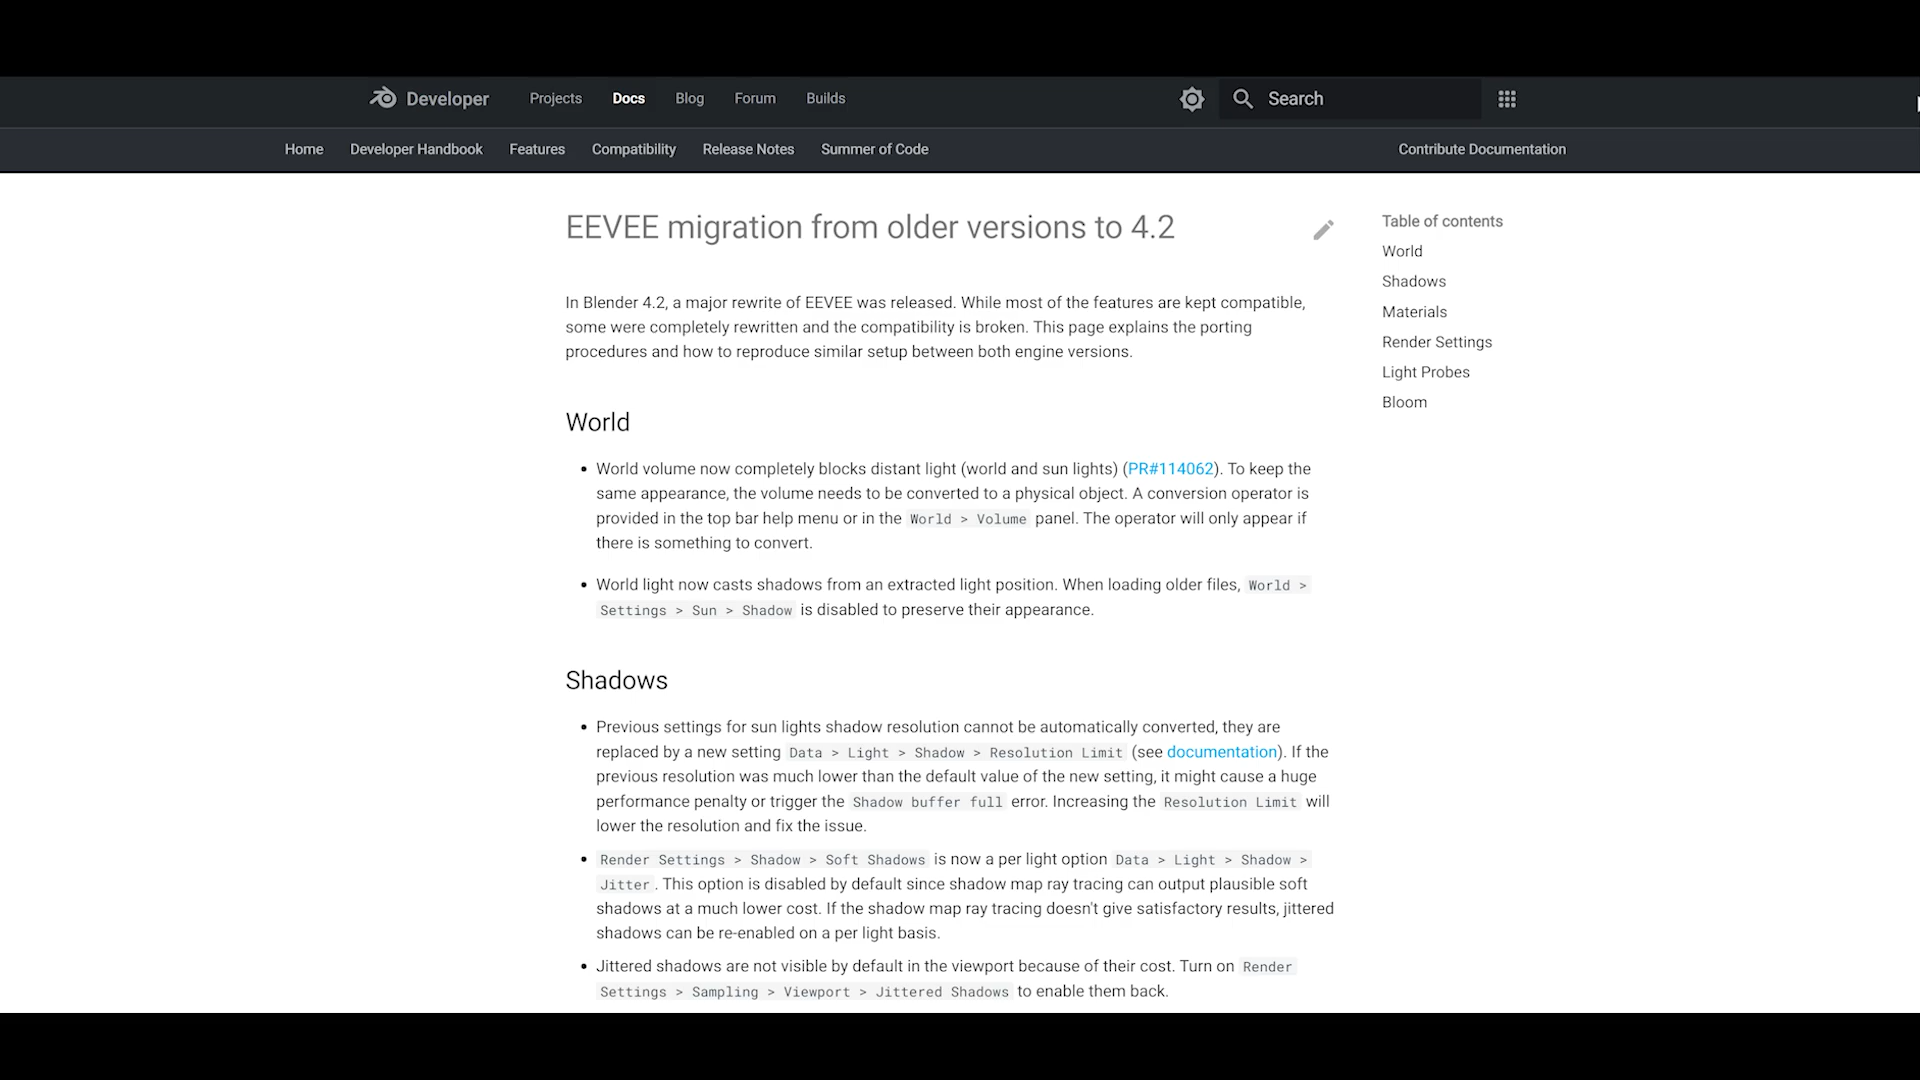 Developer Projects Docs Blog Forum Builds Search
Home Developer Handbook Features Compatibility Release Notes Summer of Code Contribute Documentation
EEVEE migration from older versions to 4.2
In Blender 4.2, a major rewrite of EEVEE was released. While most of the features are kept compatible,
some were completely rewritten and the compatibility is broken. This page explains the porting
procedures and how to reproduce similar setup between both engine versions.
World
• World volume now completely blocks distant light (world and sun lights) (PR#114062). To keep the
same appearance, the volume needs to be converted to a physical object. A conversion operator is
provided in the top bar help menu or in the World > Volume panel. The operator will only appear if
there is something to convert.
• World light now casts shadows from an extracted light position. When loading older files, World >
Settings > Sun > Shadow is disabled to preserve their appearance.
Shadows
• Previous settings for sun lights shadow resolution cannot be automatically converted, they are
replaced by a new setting Data > Light > Shadow > Resolution Limit (see documentation). If the
previous resolution was much lower than the default value of the new setting, it might cause a huge
performance penalty or trigger the Shadow buffer full error. Increasing the Resolution Limit will
lower the resolution and fix the issue.
• Render Settings > Shadow > Soft Shadows is now a per light option Data > Light > Shadow >
Jitter. This option is disabled by default since shadow map ray tracing can output plausible soft
shadows at a much lower cost. If the shadow map ray tracing doesn't give satisfactory results, jittered
shadows can be re-enabled on a per light basis.
• Jittered shadows are not visible by default in the viewport because of their cost. Turn on Render
Settings > Sampling > Viewport > Jittered Shadows to enable them back.
Table of contents
World
Shadows
Materials
Render Settings
Light Probes
Bloom